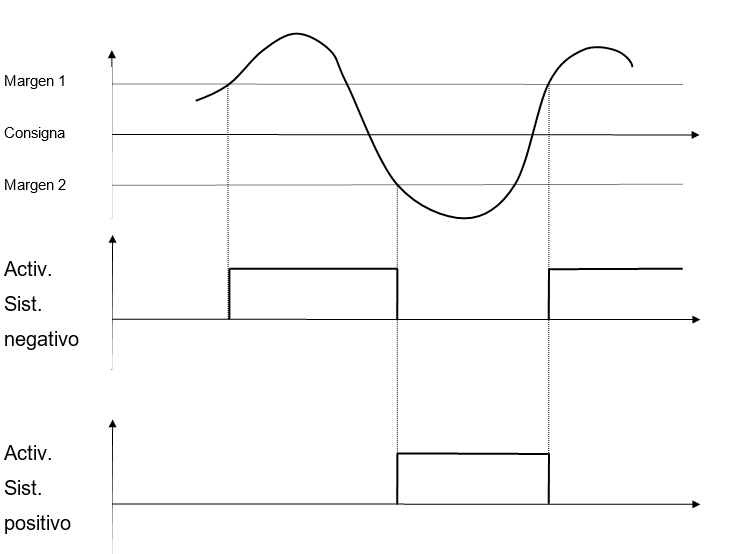 Margen 1
Consigna
Margen 2
Activ.
Sist.
negativo
Activ.
Sist.
positivo